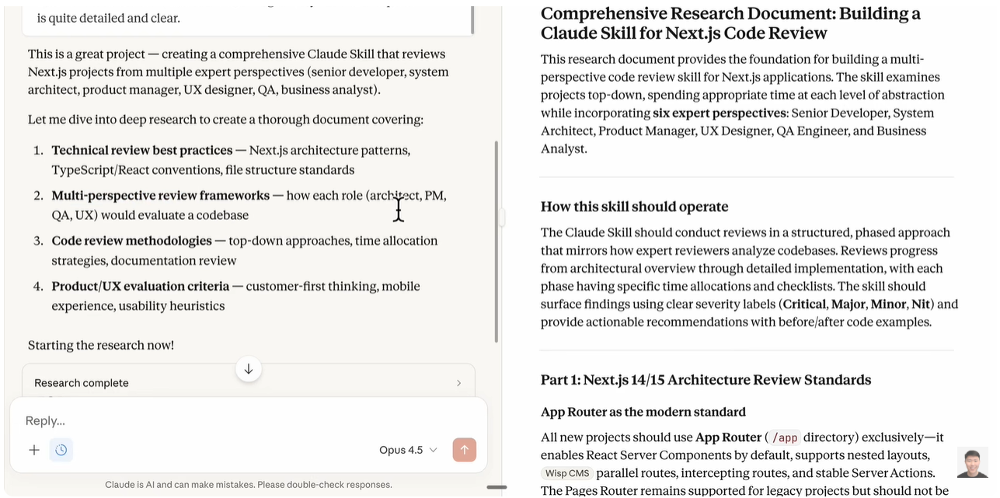 is quite detailed and clear.
This is a great project — creating a comprehensive Claude Skill that reviews
Next.js projects from multiple expert perspectives (senior developer, system
architect, product manager, UX designer, QA, business analyst).
Let me dive into deep research to create a thorough document covering:
1. Technical review best practices — Next.js architecture patterns,
TypeScript/React conventions, file structure standards
2. Multi-perspective review frameworks — how each role (architect, PM,
QA, UX) would evaluate a codebase
3. Code review methodologies — top-down approaches, time allocation
strategies, documentation review
4. Product/UX evaluation criteria — customer-first thinking, mobile
experience, usability heuristics
Starting the research now!
Research complete
Reply...
Opus 4.5
Claude is AI and can make mistakes. Please double-check responses.
Comprehensive Research Document: Building a
Claude Skill for Next.js Code Review
This research document provides the foundation for building a multi-
perspective code review skill for Next.js applications. The skill examines
projects top-down, spending appropriate time at each level of abstraction
while incorporating six expert perspectives: Senior Developer, System
Architect, Product Manager, UX Designer, QA Engineer, and Business
Analyst.
How this skill should operate
The Claude Skill should conduct reviews in a structured, phased approach
that mirrors how expert reviewers analyze codebases. Reviews progress
from architectural overview through detailed implementation, with each
phase having specific time allocations and checklists. The skill should
surface findings using clear severity labels (Critical, Major, Minor, Nit) and
provide actionable recommendations with before/after code examples.
Part 1: Next.js 14/15 Architecture Review Standards
App Router as the modern standard
All new projects should use App Router ( /app directory) exclusively—it
enables React Server Components by default, supports nested layouts,
Wisp CMS parallel routes, intercepting routes, and stable Server Actions.
The Pages Router remains supported for legacy projects but should not be